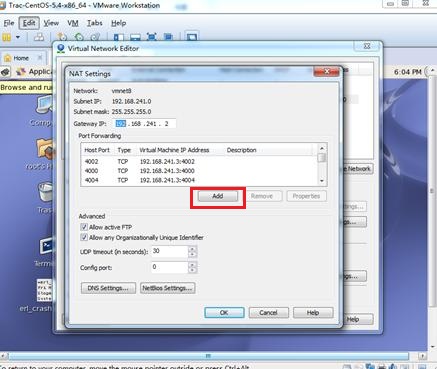 Trac-CentOS-5.4-x86_64 - VMware Workstation
File Edit View VM Tabs Help
Home
Virtual Network Editor
Applica
Browse and ru
6:04 PM
Compu
root's H
Tras
Termi
erl_crash
NAT Settings
Network: vmnet8
Subnet IP: 192.168.241.0
Subnet mask: 255.255.255.0
Gateway IP: 192 .168 .241 . 2
Port Forwarding
Host Port Type Virtual Machine IP Address Description
4002 TCP 192.168.241.3:4002
4000 TCP 192.168.241.3:4000
4004 TCP 192.168.241.3:4004
Add Remove Properties
Advanced
Allow active FTP
Allow any Organizationally Unique Identifier
UDP timeout (in seconds): 30
Config port: 0
DNS Settings... NetBios Settings...
OK Cancel Help
Help
To return to your computer, move the mouse pointer outside or press Ctrl+Alt.